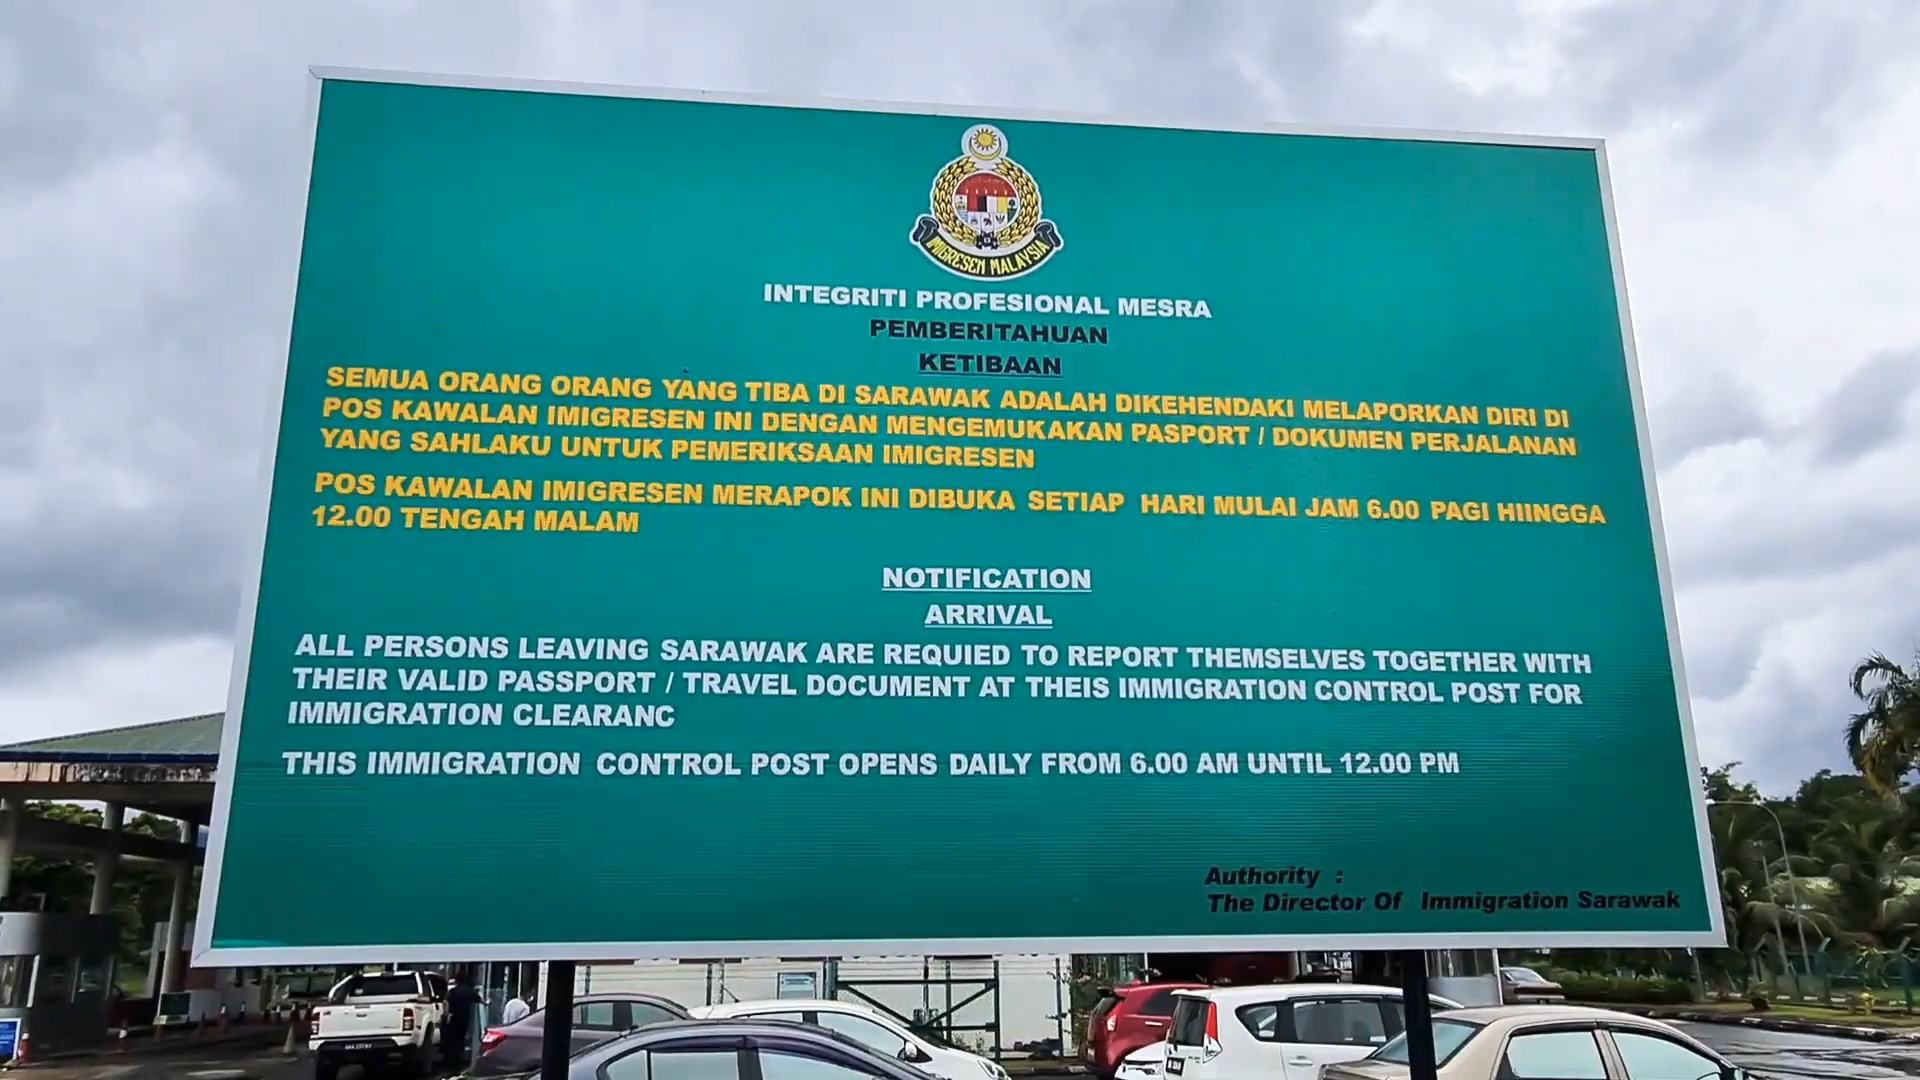 IMIGRESEN MALAYSIA
INTEGRITI PROFESIONAL MESRA
PEMBERITAHUAN
KETIBAAN
SEMUA ORANG ORANG YANG TIBA DI SARAWAK ADALAH DIKEHENDAKI MELAPORKAN DIRI DI
POS KAWALAN IMIGRESEN INI DENGAN MENGEMUKAKAN PASPORT / DOKUMEN PERJALANAN
YANG SAHLAKU UNTUK PEMERIKSAAN IMIGRESEN
POS KAWALAN IMIGRESEN MERAPOK INI DIBUKA SETIAP HARI MULAI JAM 6.00 PAGI HIINGGA
12.00 TENGAH MALAM
NOTIFICATION
ARRIVAL
ALL PERSONS LEAVING SARAWAK ARE REQUIED TO REPORT THEMSELVES TOGETHER WITH
THEIR VALID PASSPORT / TRAVEL DOCUMENT AT THEIS IMMIGRATION CONTROL POST FOR
IMMIGRATION CLEARANC
THIS IMMIGRATION CONTROL POST OPENS DAILY FROM 6.00 AM UNTIL 12.00 PM
Authority :
The Director Of Immigration Sarawak